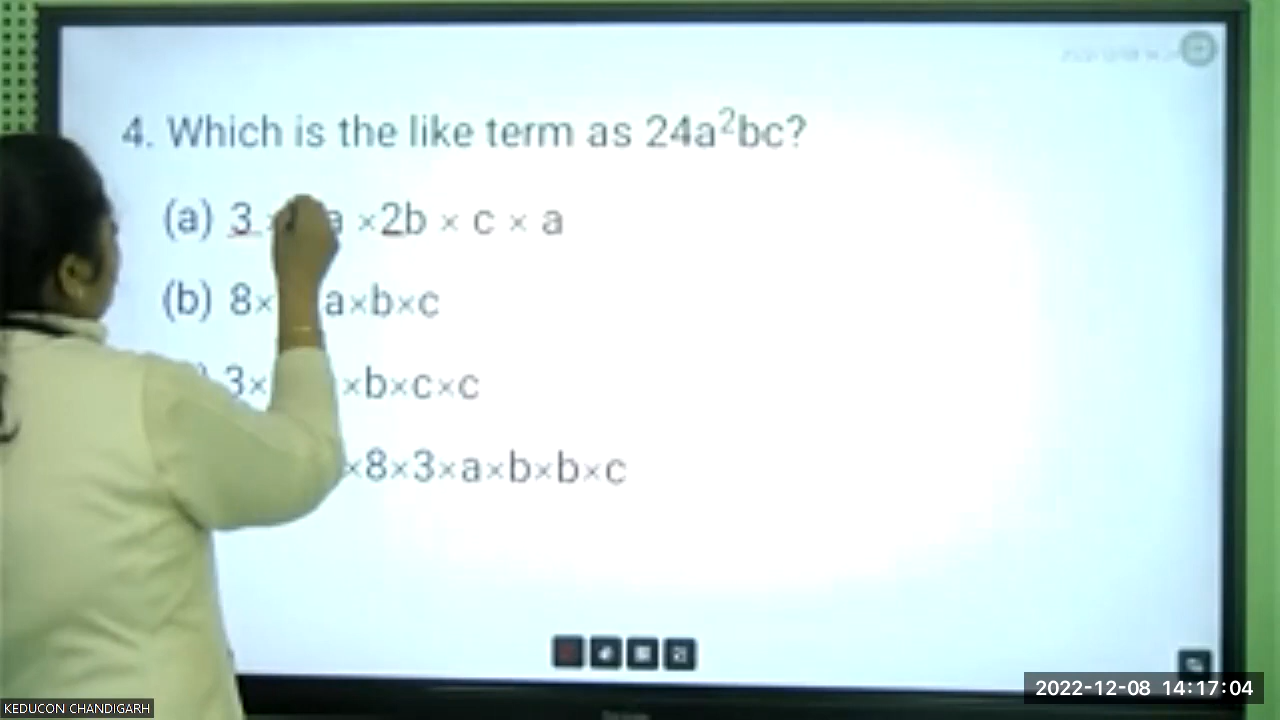 4. Which is the like term as 24a²bc?
(a) 3 × a × 2b × c × a
(b) 8× a×b×c
3× ×b×c×c
×8×3×a×b×b×c
KEDUCON CHANDIGARH
2022-12-08 14:17:04